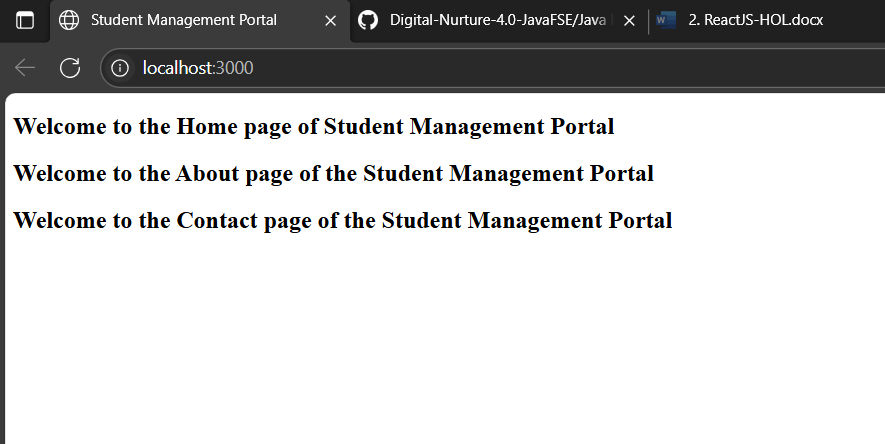 Student Management Portal
Digital-Nurture-4.0-JavaFSE/Java
2. ReactJS-HOL.docx
localhost:3000
Welcome to the Home page of Student Management Portal
Welcome to the About page of the Student Management Portal
Welcome to the Contact page of the Student Management Portal